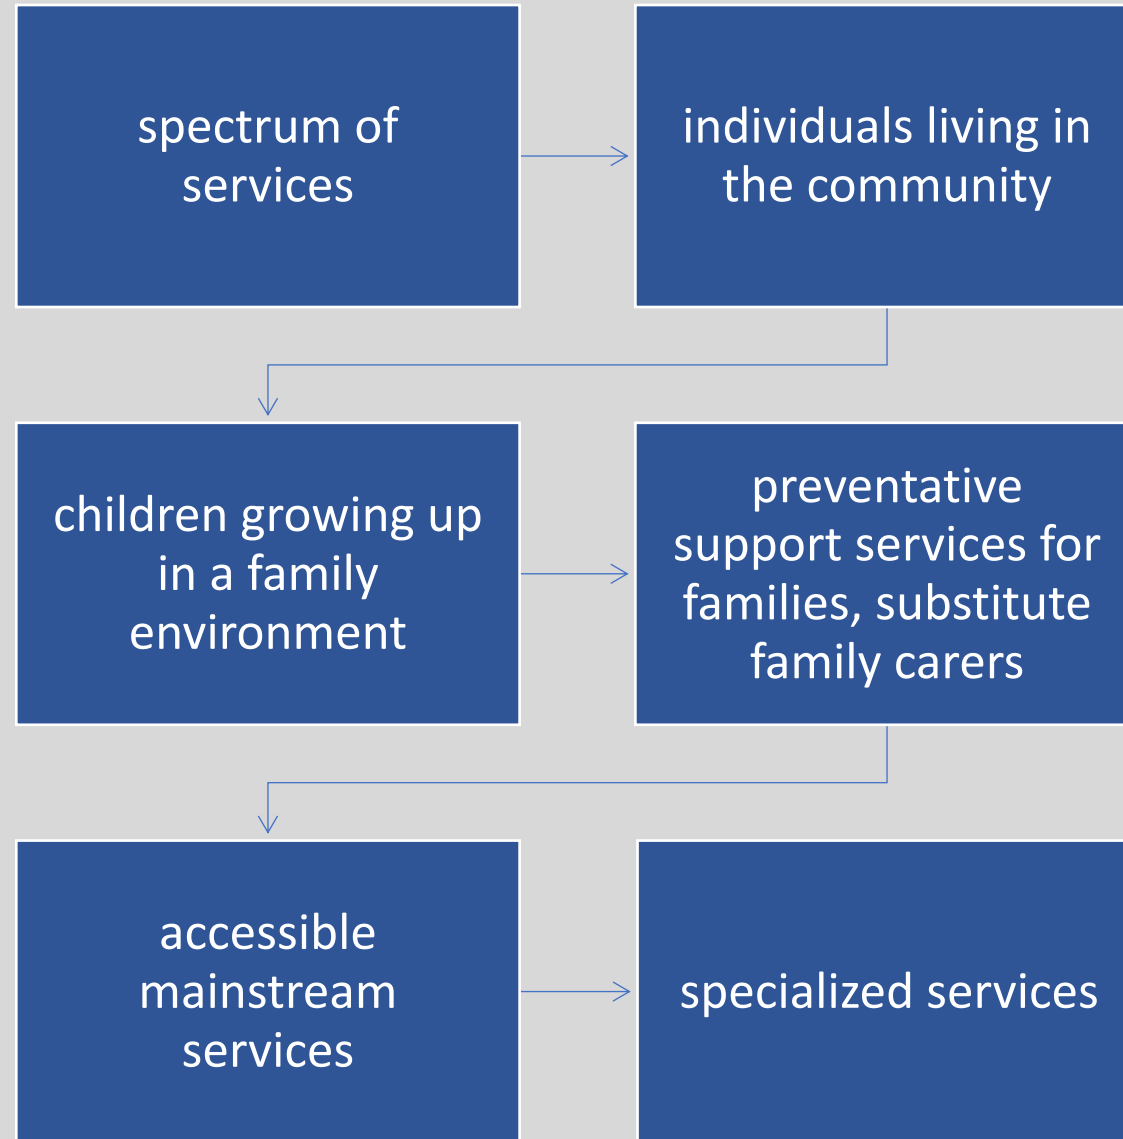 spectrum of
services
individuals living in
the community
children growing up
in a family
environment
preventative
support services for
families, substitute
family carers
accessible
mainstream
services
specialized services